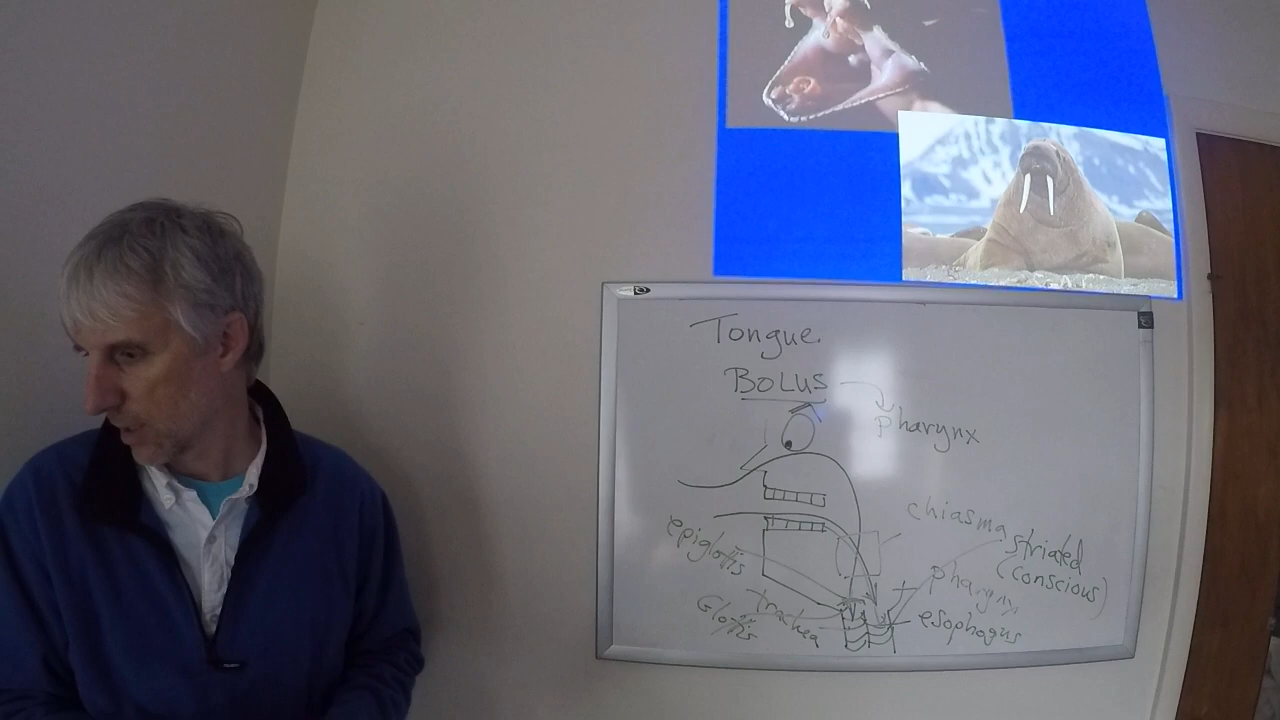 Tongue.
BOLUS
Pharynx
chiasma
striated
(conscious)
epiglottis
pharynx
Glottis
Trachea
esophagus